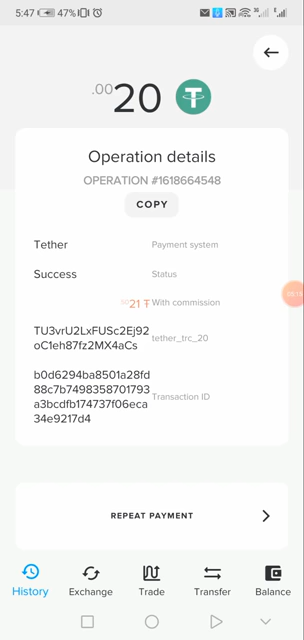 5:47 47%
.00 20
Operation details
OPERATION #1618664548
COPY
Tether Payment system
Success Status
21 ₮ With commission
TU3vrU2LxFUSc2Ej92
oC1eh87fz2MX4aCs
tether_trc_20
b0d6294ba8501a28fd
88c7b7498358701793
a3bcdfb174737f06eca
34e9217d4
Transaction ID
REPEAT PAYMENT
History Exchange Trade Transfer Balance